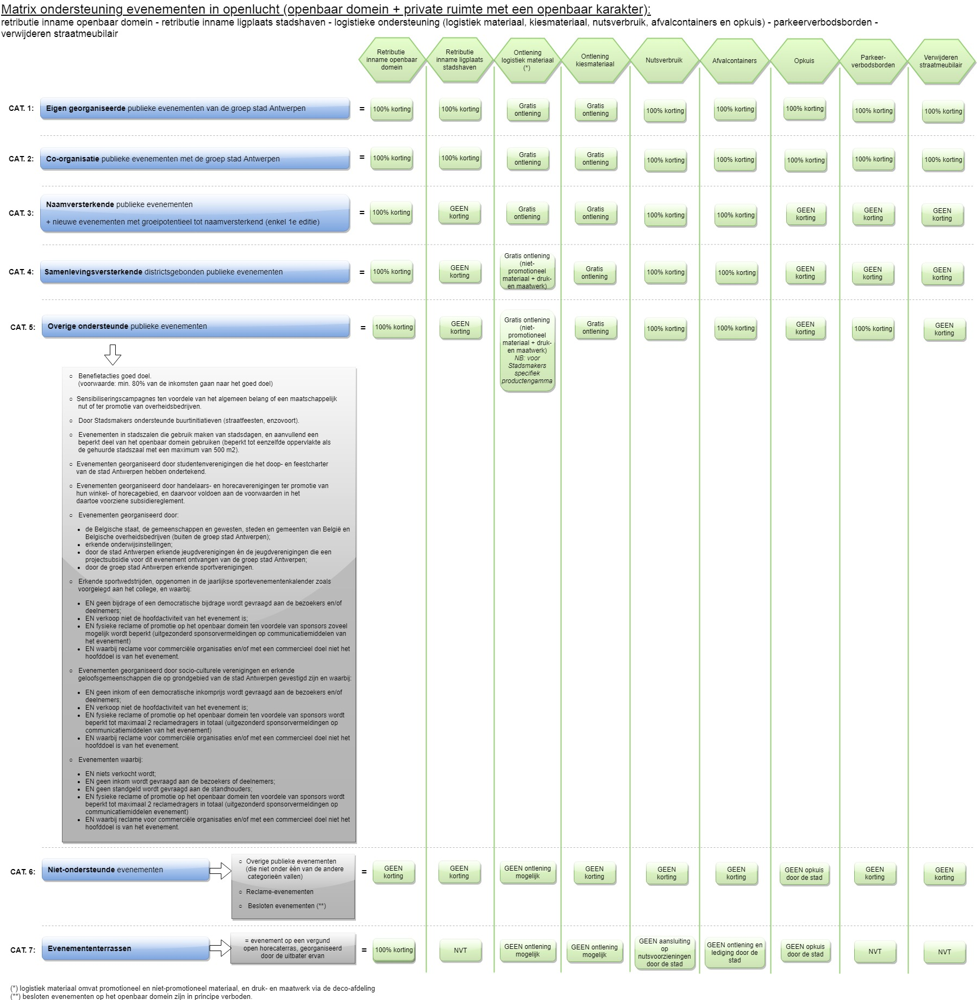 Matrix ondersteuning evenementen in openlucht (openbaar domein + private ruimte met een openbaar karakter):
retributie inname openbaar domein - retributie inname ligplaats stadshaven - logistieke ondersteuning (logistiek materiaal, kiesmateriaal, nutsverbruik, afvalcontainers en opkuis) - parkeerverbodsborden -
verwijderen straatmeubilair
Retributie
inname openbaar
domein
Retributie
inname ligplaats
stadshaven
Ontlening
logistiek materiaal
(*)
Ontlening
kiesmateriaal
Nutsverbruik
Afvalcontainers
Opkuis
Parkeer-
verbodsborden
Verwijderen
straatmeubilair
CAT. 1:
Eigen georganiseerde publieke evenementen van de groep stad Antwerpen
=
100% korting
100% korting
Gratis
ontlening
Gratis
ontlening
100% korting
100% korting
100% korting
100% korting
100% korting
CAT. 2:
Co-organisatie publieke evenementen met de groep stad Antwerpen
=
100% korting
100% korting
Gratis
ontlening
Gratis
ontlening
100% korting
100% korting
100% korting
100% korting
100% korting
CAT. 3:
Naamversterkende publieke evenementen
+ nieuwe evenementen met groeipotentieel tot naamversterkend (enkel 1e editie)
=
100% korting
GEEN
korting
Gratis
ontlening
Gratis
ontlening
100% korting
100% korting
GEEN
korting
GEEN
korting
GEEN
korting
CAT. 4:
Samenlevingsversterkende districtsgebonden publieke evenementen
=
100% korting
GEEN
korting
Gratis ontlening
(niet-
promotioneel
materiaal + druk-
en maatwerk)
Gratis
ontlening
100% korting
100% korting
GEEN
korting
GEEN
korting
GEEN
korting
CAT. 5:
Overige ondersteunde publieke evenementen
=
100% korting
GEEN
korting
Gratis ontlening
(niet-
promotioneel
materiaal + druk-
en maatwerk)
NB: voor
Stadsmakers
specifiek
productengamma
Gratis
ontlening
100% korting
100% korting
GEEN
korting
100% korting
GEEN
korting
○ Benefietacties goed doel.
(voorwaarde: min. 80% van de inkomsten gaan naar het goed doel)
○ Sensibiliseringscampagnes ten voordele van het algemeen belang of een maatschappelijk
nut of ter promotie van overheidsbedrijven.
○ Door Stadsmakers ondersteunde buurtinitiatieven (straatfeesten, enzovoort).
○ Evenementen in stadszalen die gebruik maken van stadsdagen, en aanvullend een
beperkt deel van het openbaar domein gebruiken (beperkt tot eenzelfde oppervlakte als
de gehuurde stadszaal met een maximum van 500 m2).
○ Evenementen georganiseerd door studentenverenigingen die het doop- en feestcharter
van de stad Antwerpen hebben ondertekend.
○ Evenementen georganiseerd door handelaars- en horecaverenigingen ter promotie van
hun winkel- of horecagebied, en daarvoor voldoen aan de voorwaarden in het
daartoe voorziene subsidiereglement.
○ Evenementen georganiseerd door:
• de Belgische staat, de gemeenschappen en gewesten, steden en gemeenten van België en
Belgische overheidsbedrijven (buiten de groep stad Antwerpen);
• erkende onderwijsinstellingen;
• door de stad Antwerpen erkende jeugdverenigingen én de jeugdverenigingen die een
projectsubsidie voor dit evenement ontvangen van de groep stad Antwerpen;
• door de groep stad Antwerpen erkende sportverenigingen.
○ Erkende sportwedstrijden, opgenomen in de jaarlijkse sportevenementenkalender zoals
voorgelegd aan het college, en waarbij:
• EN geen bijdrage of een democratische bijdrage wordt gevraagd aan de bezoekers en/of
deelnemers;
• EN verkoop niet de hoofdactiviteit van het evenement is;
• EN fysieke reclame of promotie op het openbaar domein ten voordele van sponsors zoveel
mogelijk wordt beperkt (uitgezonderd sponsorvermeldingen op communicatiemiddelen van
het evenement)
• EN waarbij reclame voor commerciële organisaties en/of met een commercieel doel niet het
hoofddoel is van het evenement.
○ Evenementen georganiseerd door socio-culturele verenigingen en erkende
geloofsgemeenschappen die op grondgebied van de stad Antwerpen gevestigd zijn en waarbij:
• EN geen inkom of een democratische inkomprijs wordt gevraagd aan de bezoekers en/of
deelnemers;
• EN verkoop niet de hoofdactiviteit van het evenement is;
• EN fysieke reclame of promotie op het openbaar domein ten voordele van sponsors wordt
beperkt tot maximaal 2 reclamedragers in totaal (uitgezonderd sponsorvermeldingen op
communicatiemiddelen van het evenement)
• EN waarbij reclame voor commerciële organisaties en/of met een commercieel doel niet het
hoofddoel is van het evenement.
○ Evenementen waarbij:
• EN niets verkocht wordt;
• EN geen inkom wordt gevraagd aan de bezoekers of deelnemers;
• EN geen standgeld wordt gevraagd aan de standhouders;
• EN fysieke reclame of promotie op het openbaar domein ten voordele van sponsors wordt
beperkt tot maximaal 2 reclamedragers in totaal (uitgezonderd sponsorvermeldingen op
communicatiemiddelen evenement)
• EN waarbij reclame voor commerciële organisaties en/of met een commercieel doel niet het
hoofddoel is van het evenement.
CAT. 6:
Niet-ondersteunde evenementen
○ Overige publieke evenementen
(die niet onder één van de andere
categorieën vallen)
○ Reclame-evenementen
○ Besloten evenementen (**)
=
GEEN
korting
GEEN
korting
GEEN ontlening
mogelijk
GEEN
korting
GEEN
korting
GEEN
korting
GEEN opkuis
door de stad
GEEN
korting
GEEN
korting
CAT. 7:
Evenemententerrassen
= evenement op een vergund
open horecaterras, georganiseerd
door de uitbater ervan
=
100% korting
NVT
GEEN ontlening
mogelijk
GEEN ontlening
mogelijk
GEEN aansluiting
op
nutsvoorzieningen
door de stad
GEEN ontlening en
lediging door de
stad
GEEN opkuis
door de stad
NVT
NVT
(*) logistiek materiaal omvat promotioneel en niet-promotioneel materiaal, en druk- en maatwerk via de deco-afdeling
(**) besloten evenementen op het openbaar domein zijn in principe verboden.